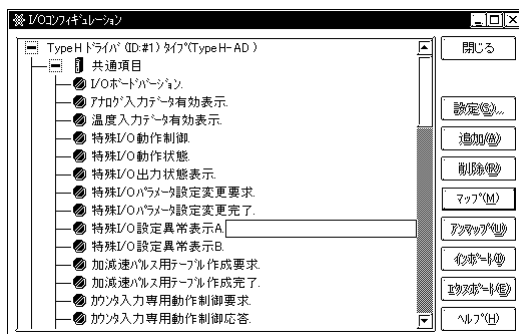 I/Oコンフィギュレーション
TypeH ドライバ (ID:#1) タイプ(TypeH-AD )
共通項目
I/Oボードバージョン.
アナログ入力データ有効表示.
温度入力データ有効表示.
特殊I/O動作制御.
特殊I/O動作状態.
特殊I/O出力状態表示.
特殊I/Oパラメータ設定変更要求.
特殊I/Oパラメータ設定変更完了.
特殊I/O設定異常表示A.
特殊I/O設定異常表示B.
加減速パルス用テーブル作成要求.
加減速パルス用テーブル作成完了.
カウンタ入力専用動作制御要求.
カウンタ入力専用動作制御応答.
閉じる
設定(S)...
追加(A)
削除(R)
マップ(M)
アンマップ(U)
インポート(I)
エクスポート(E)
ヘルプ(H)